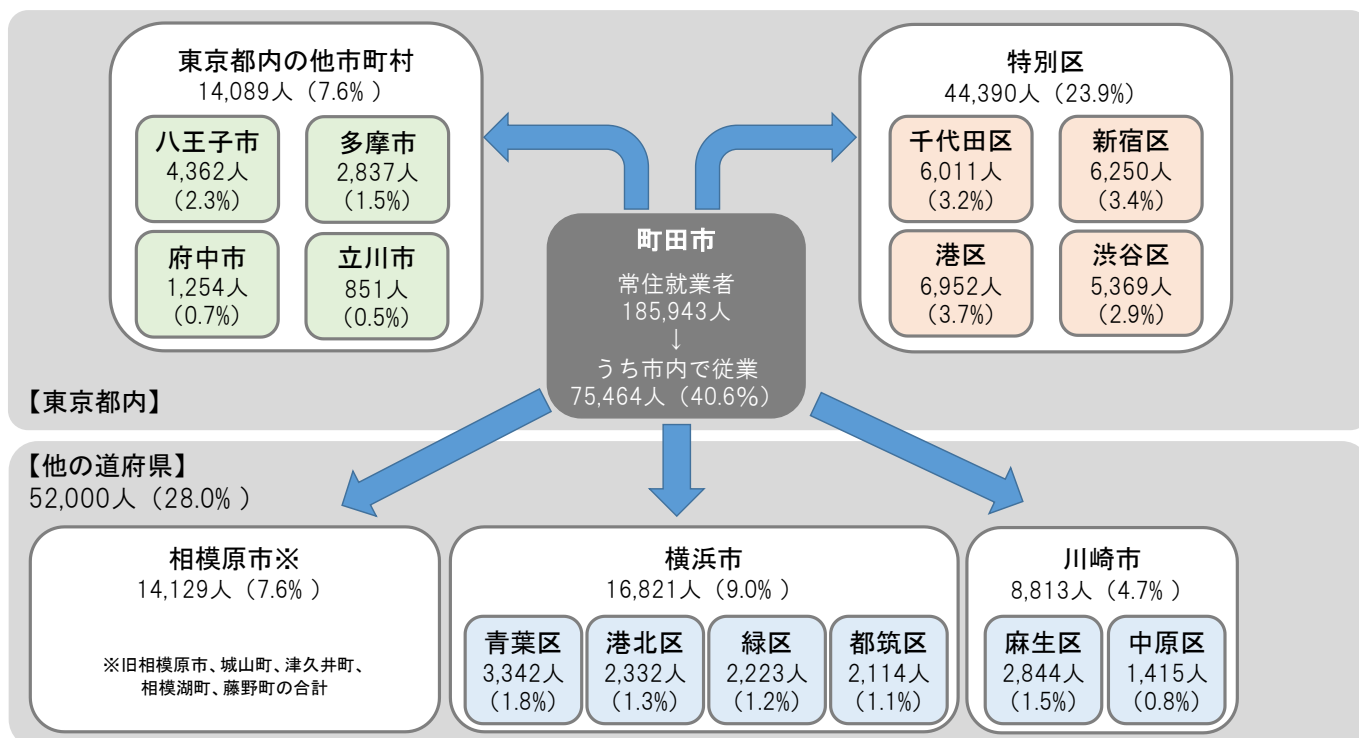 東京都内の他市町村
14,089人（7.6% ）
八王子市
4,362人
(2.3%)
多摩市
2,837人
(1.5%)
府中市
1,254人
(0.7%)
立川市
851人
(0.5%)
特別区
44,390人（23.9%）
千代田区
6,011人
(3.2%)
新宿区
6,250人
(3.4%)
港区
6,952人
(3.7%)
渋谷区
5,369人
(2.9%)
町田市
常住就業者
185,943人
↓
うち市内で従業
75,464人（40.6%）
【東京都内】
【他の道府県】
52,000人（28.0% ）
相模原市※
14,129人（7.6% ）
※旧相模原市、城山町、津久井町、
相模湖町、藤野町の合計
横浜市
16,821人（9.0% ）
青葉区
3,342人
(1.8%)
港北区
2,332人
(1.3%)
緑区
2,223人
(1.2%)
都筑区
2,114人
(1.1%)
川崎市
8,813人（4.7% ）
麻生区
2,844人
(1.5%)
中原区
1,415人
(0.8%)